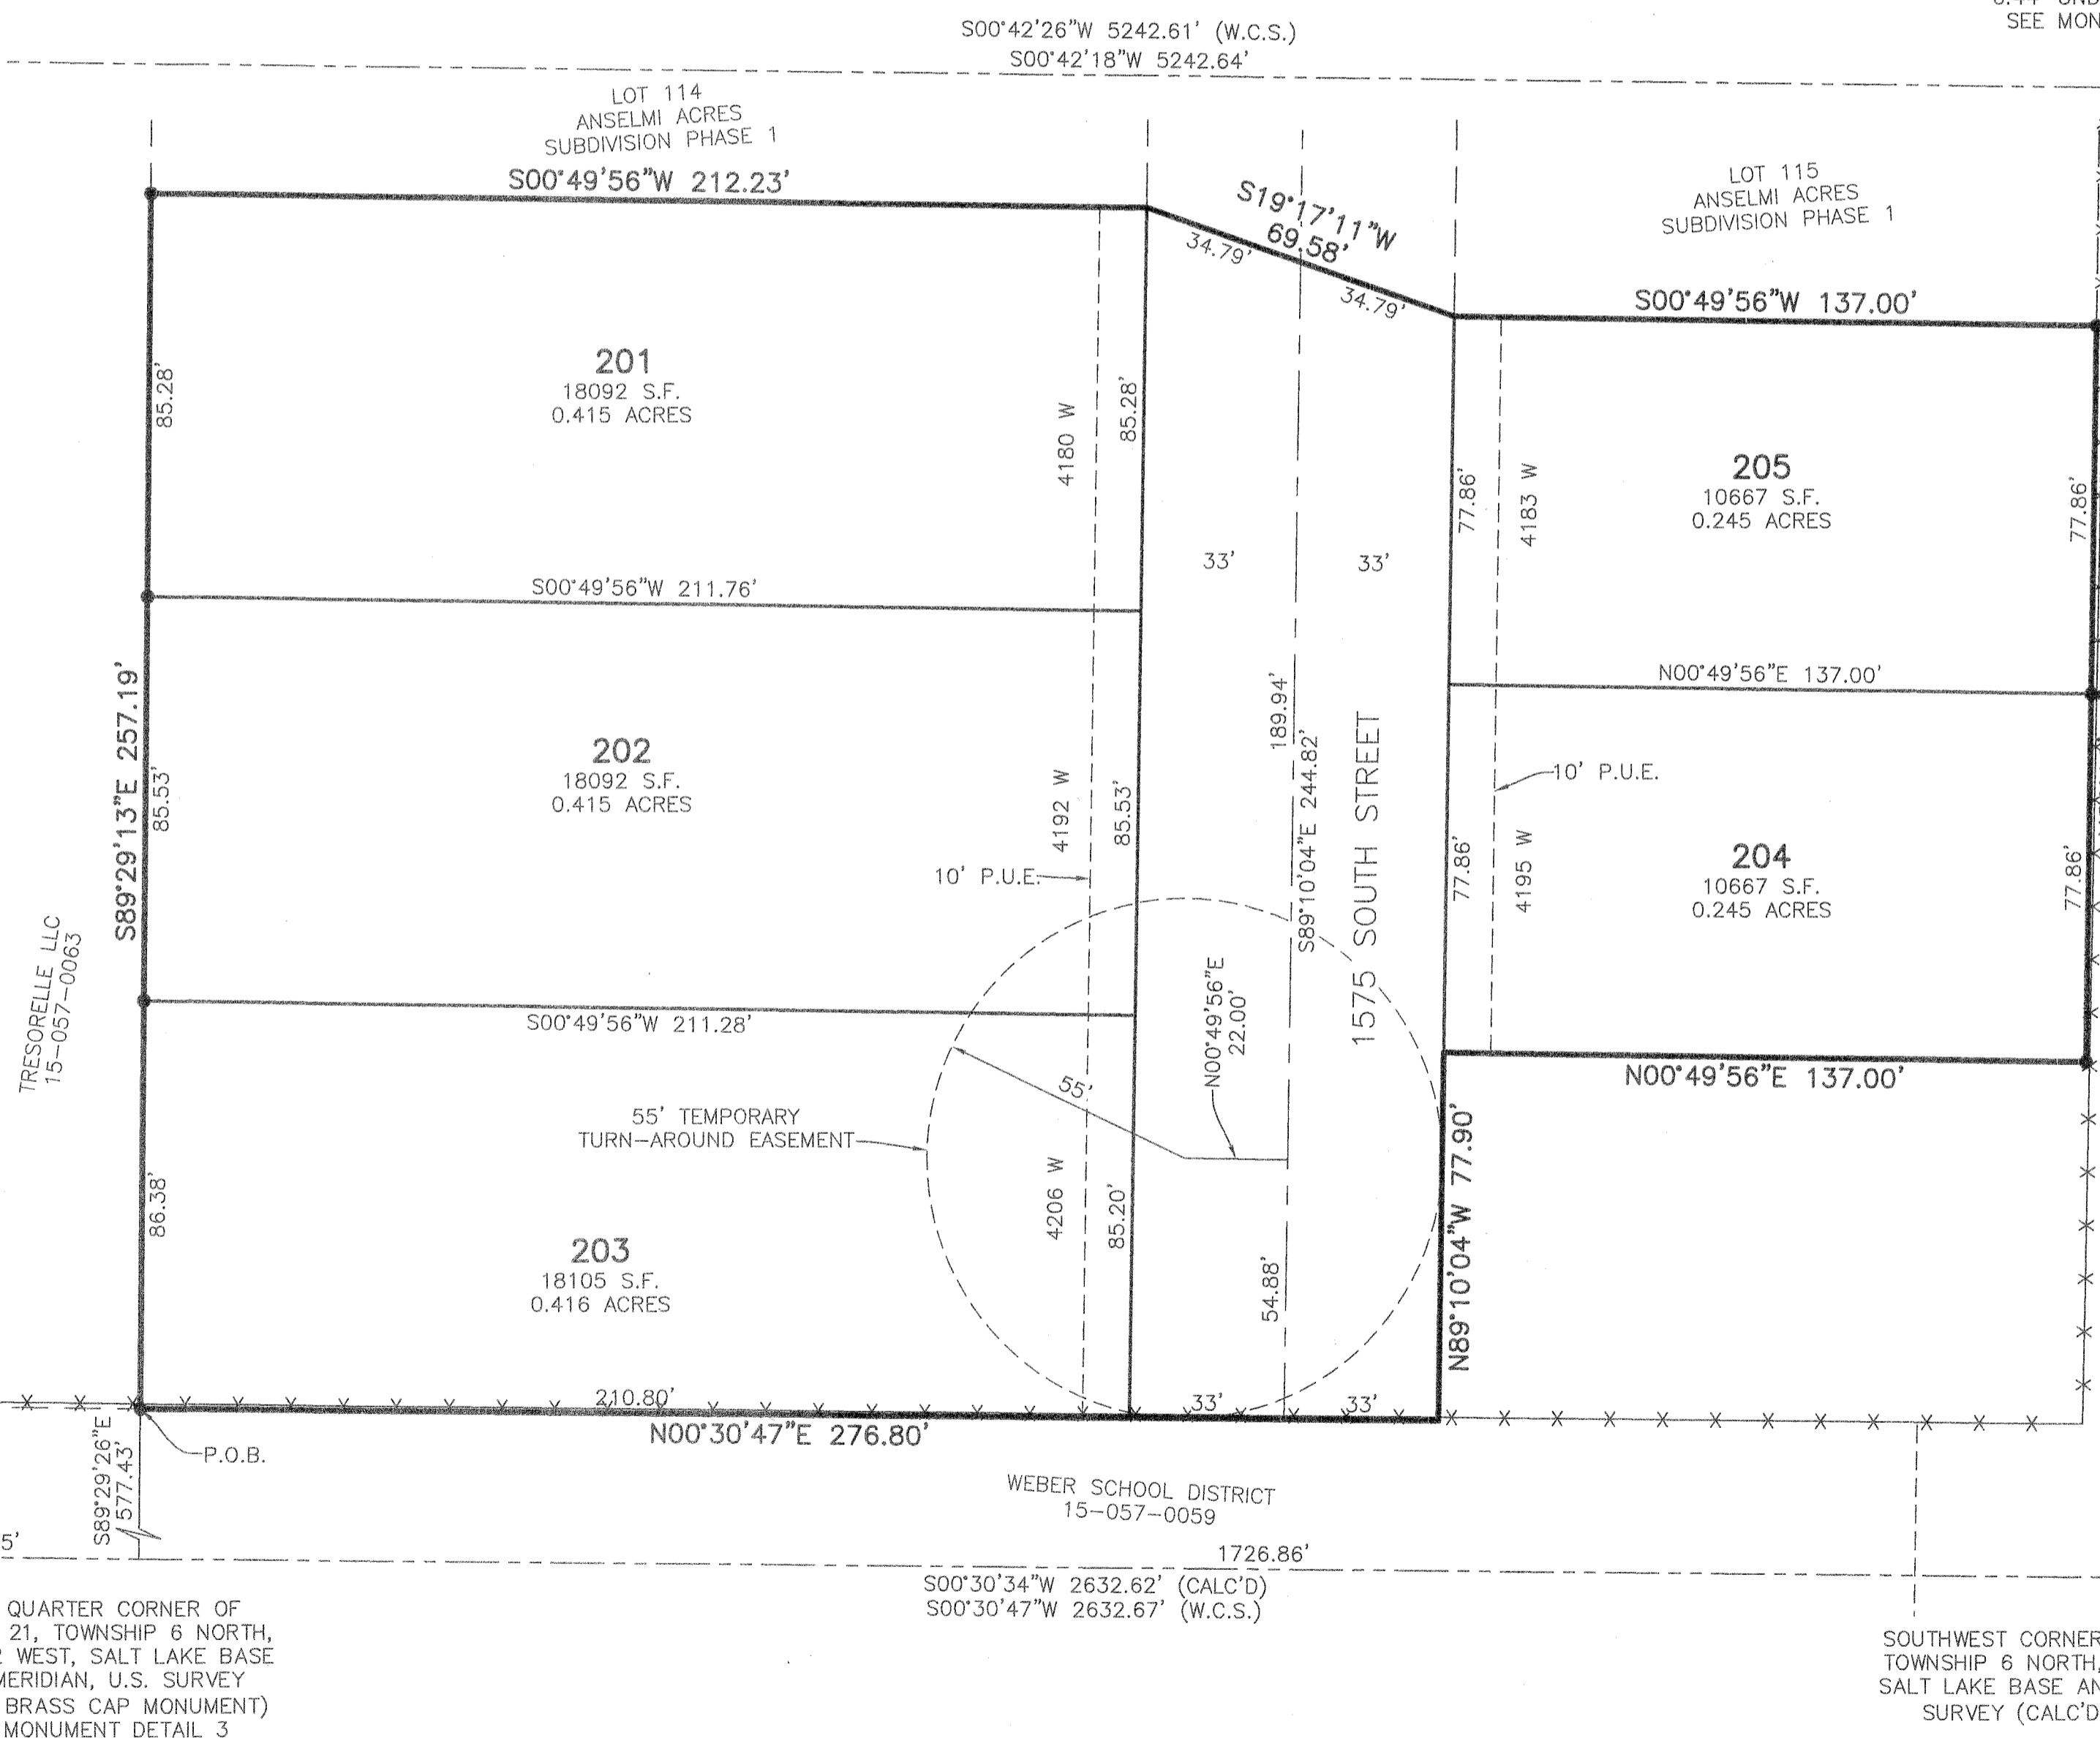 SEE MON
S00°42'26"W 5242.61' (W.C.S.)
S00°42'18"W 5242.64'
LOT 114
ANSELMI ACRES
SUBDIVISION PHASE 1
S00°49'56"W 212.23'
S19°17'11"W
69.58'
34.79'
34.79'
LOT 115
ANSELMI ACRES
SUBDIVISION PHASE 1
S00°49'56"W 137.00'
201
18092 S.F.
0.415 ACRES
85.28'
4180 W
85.28'
33'
33'
77.86'
4183 W
205
10667 S.F.
0.245 ACRES
77.86'
S00°49'56"W 211.76'
N00°49'56"E 137.00'
S89°29'13"E 257.19'
85.53'
202
18092 S.F.
0.415 ACRES
4192 W
85.53'
10' P.U.E.
189.94'
S89°10'04"E 244.82'
1575 SOUTH STREET
77.86'
4195 W
10' P.U.E.
204
10667 S.F.
0.245 ACRES
77.86'
TRESORELLE LLC
15-057-0063
S00°49'56"W 211.28'
N00°49'56"E
22.00'
55'
N00°49'56"E 137.00'
55' TEMPORARY
TURN-AROUND EASEMENT
86.38'
203
18105 S.F.
0.416 ACRES
4206 W
85.20'
54.88'
N89°10'04"W 77.90'
210.80'
33'
33'
N00°30'47"E 276.80'
P.O.B.
S89°29'26"E
577.43'
WEBER SCHOOL DISTRICT
15-057-0059
5'
1726.86'
S00°30'34"W 2632.62' (CALC'D)
S00°30'47"W 2632.67' (W.C.S.)
QUARTER CORNER OF
21, TOWNSHIP 6 NORTH,
WEST, SALT LAKE BASE
MERIDIAN, U.S. SURVEY
BRASS CAP MONUMENT)
MONUMENT DETAIL 3
SOUTHWEST CORNER
TOWNSHIP 6 NORTH,
SALT LAKE BASE AN
SURVEY (CALC'D